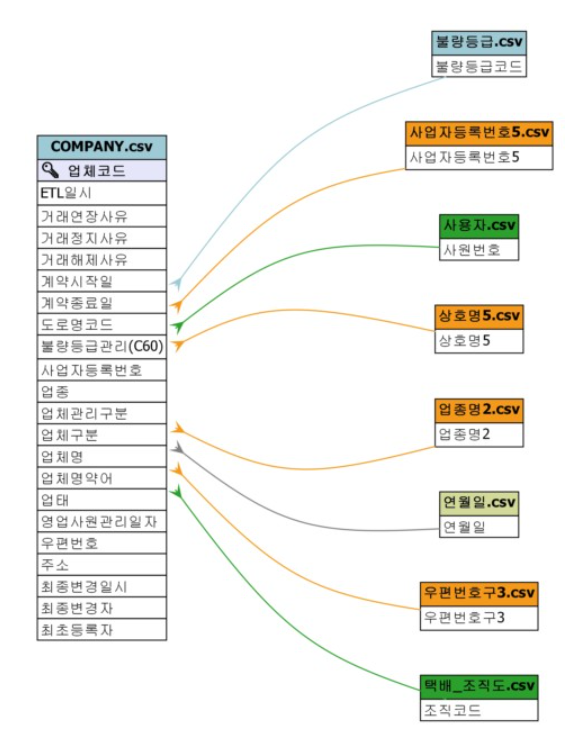 COMPANY.csv
업체코드
ETL일시
거래연장사유
거래정지사유
거래해제사유
계약시작일
계약종료일
도로명코드
불량등급관리(C60)
사업자등록번호
업종
업체관리구분
업체구분
업체명
업체명약어
업태
영업사원관리일자
우편번호
주소
최종변경일시
최종변경자
최초등록자
불량등급.csv
불량등급코드
사업자등록번호5.csv
사업자등록번호5
사용자.csv
사원번호
상호명5.csv
상호명5
업종명2.csv
업종명2
연월일.csv
연월일
우편번호구3.csv
우편번호구3
택배_조직도.csv
조직코드